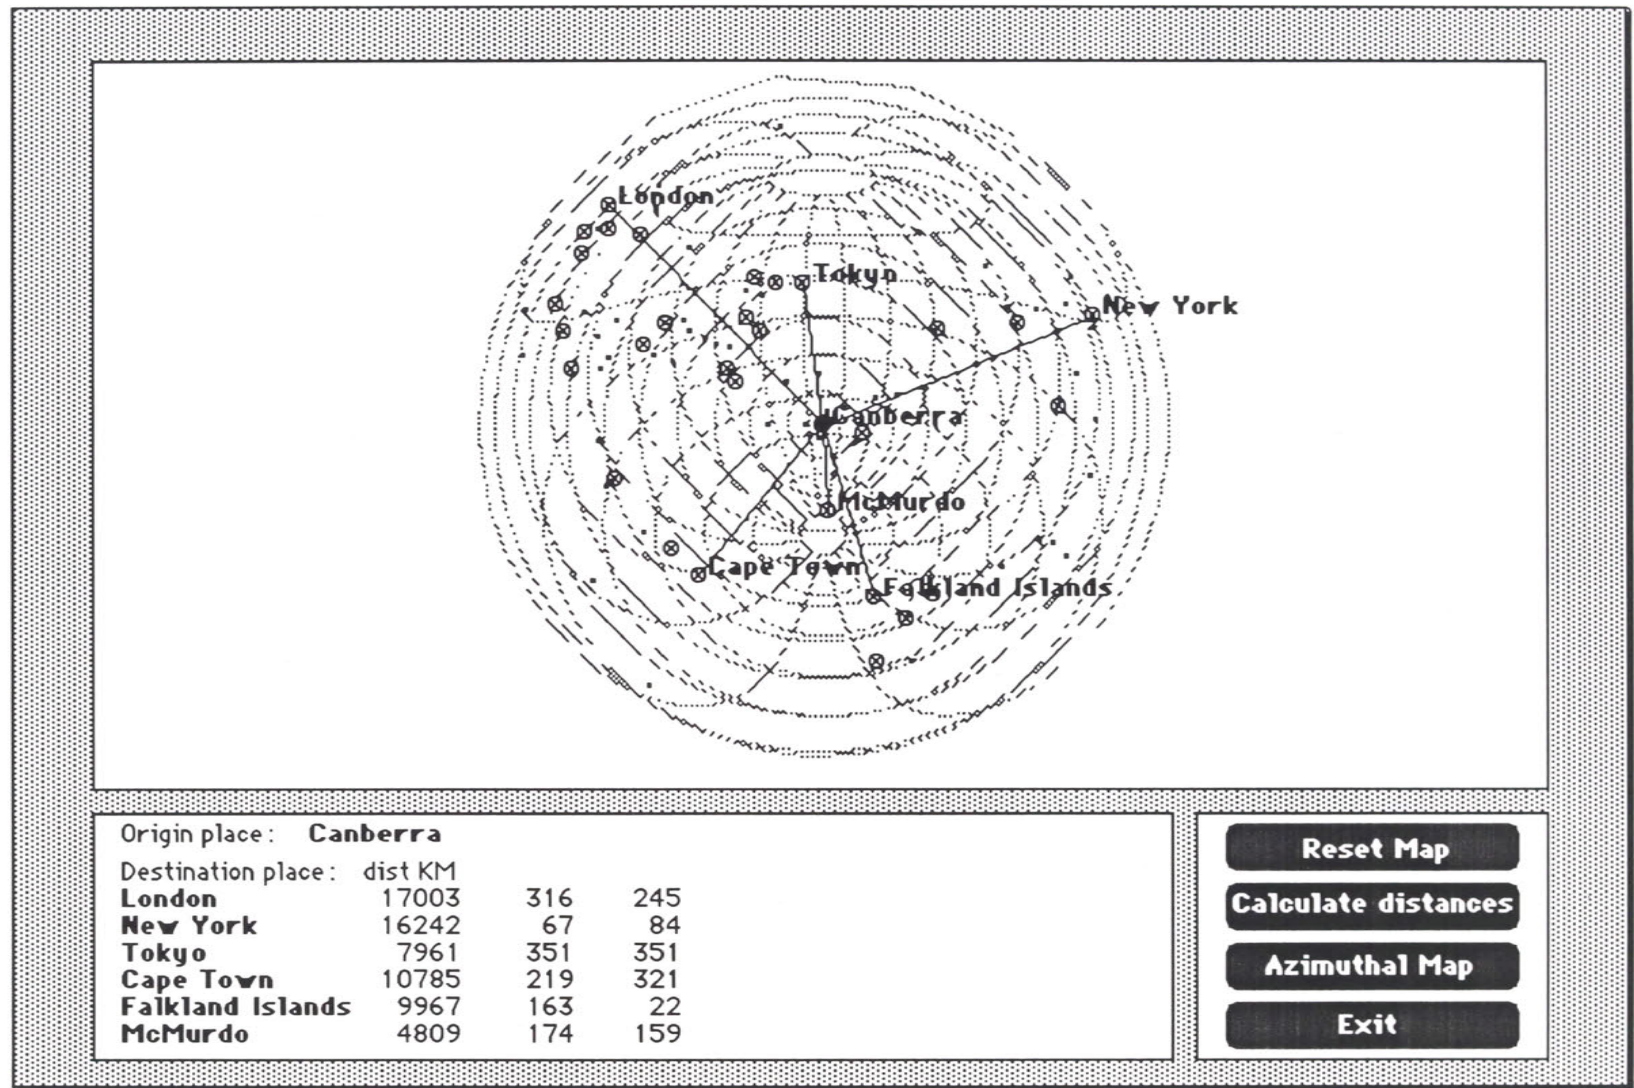 London
Tokyo
New York
Canberra
McMurdo
Cape Town
Falkland Islands
Origin place: Canberra
Destination place: dist KM
London 17003 316 245
New York 16242 67 84
Tokyo 7961 351 351
Cape Town 10785 219 321
Falkland Islands 9967 163 22
McMurdo 4809 174 159
Reset Map
Calculate distances
Azimuthal Map
Exit